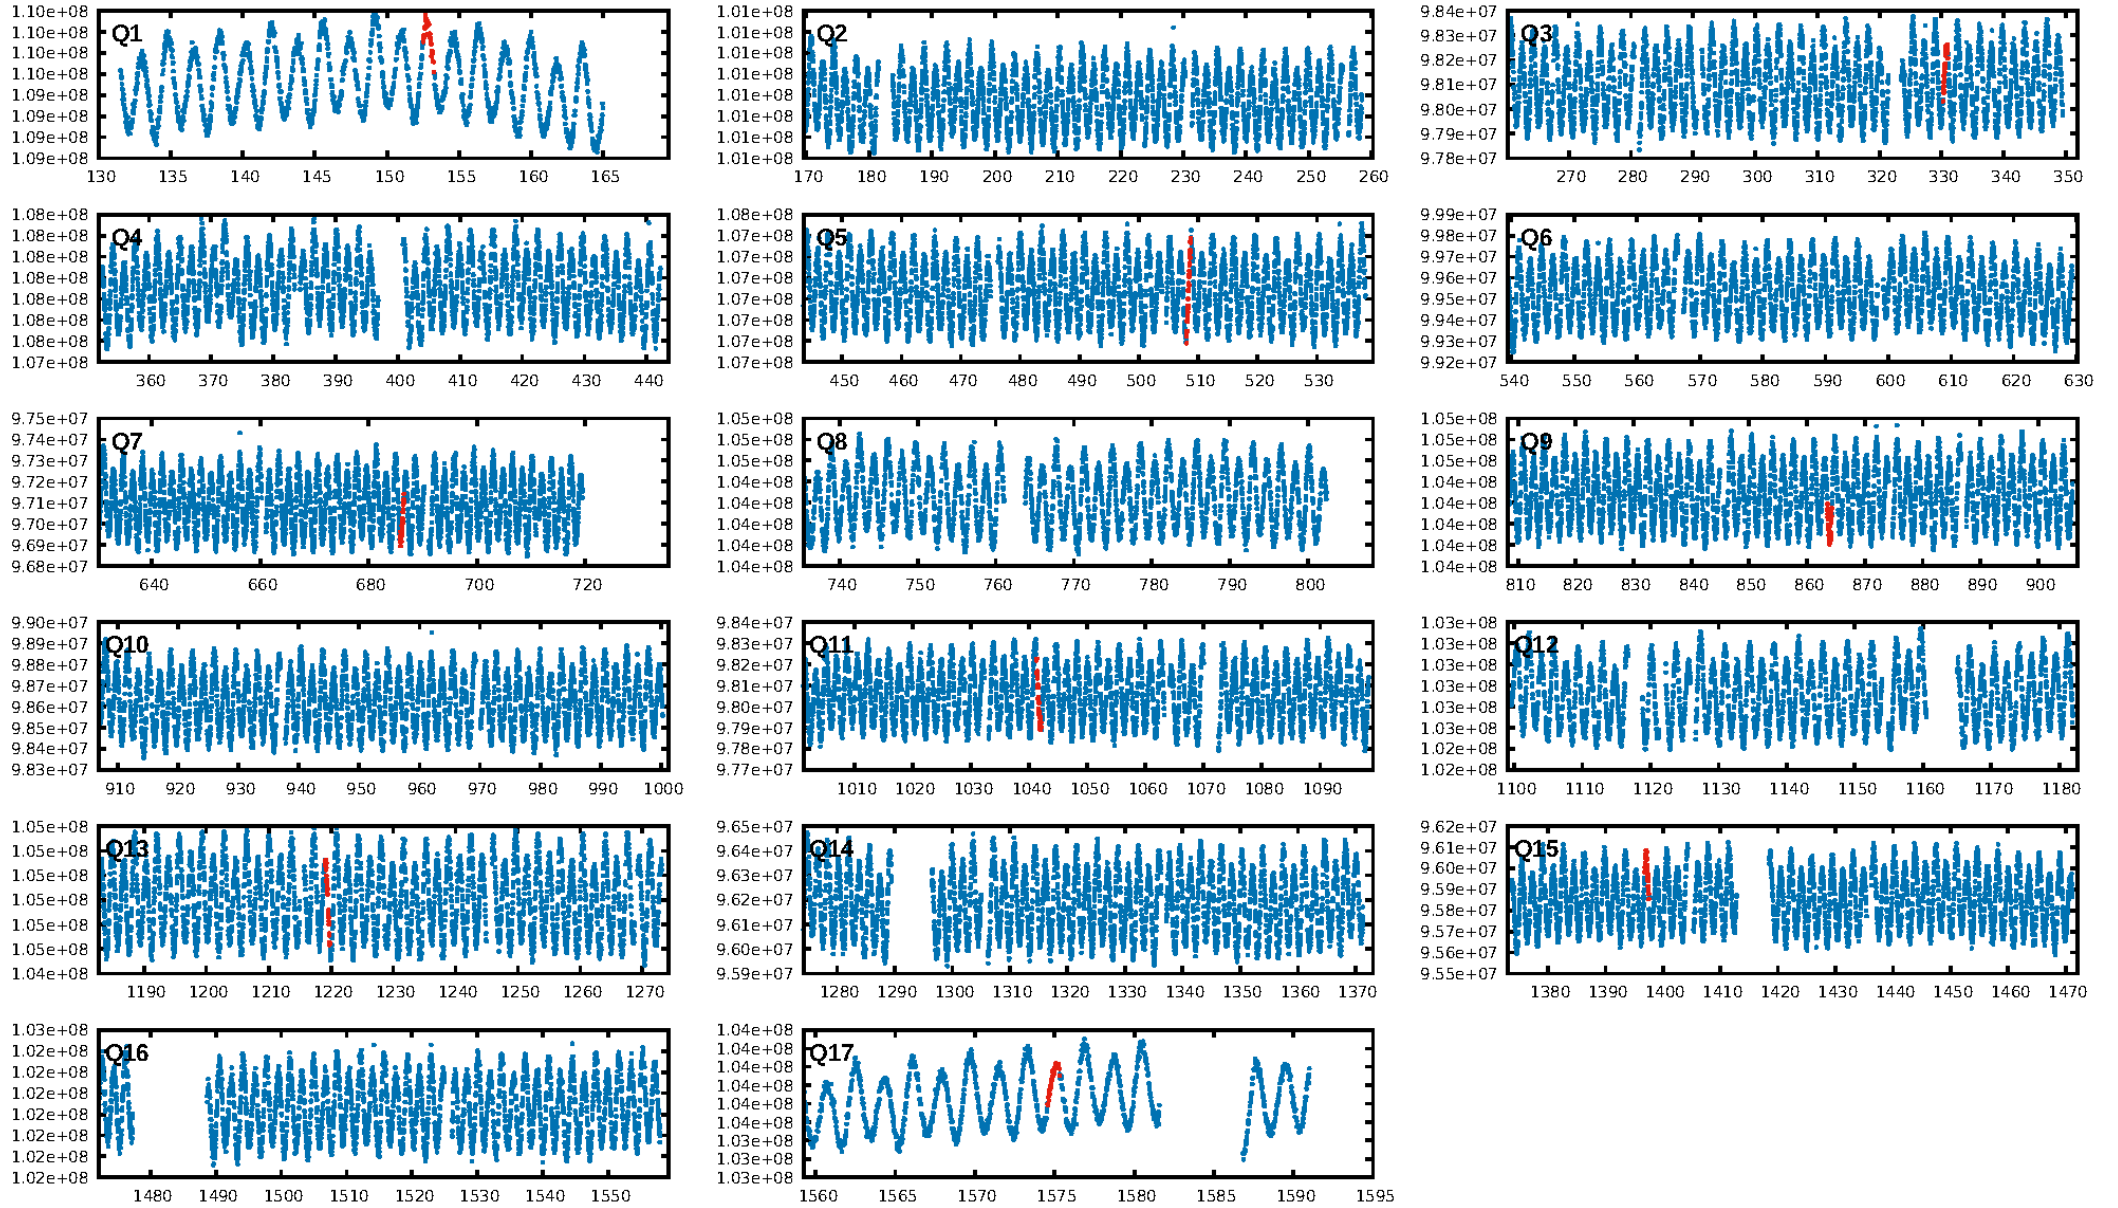 Q1
1.10e+08
1.10e+08
1.10e+08
1.10e+08
1.09e+08
1.09e+08
1.09e+08
1.09e+08
130 135 140 145 150 155 160 165
Q2
1.01e+08
1.01e+08
1.01e+08
1.01e+08
1.01e+08
1.01e+08
1.01e+08
1.01e+08
170 180 190 200 210 220 230 240 250 260
Q3
9.84e+07
9.83e+07
9.82e+07
9.81e+07
9.80e+07
9.79e+07
9.78e+07
270 280 290 300 310 320 330 340 350
Q4
1.08e+08
1.08e+08
1.08e+08
1.08e+08
1.08e+08
1.08e+08
1.08e+08
1.07e+08
360 370 380 390 400 410 420 430 440
Q5
1.08e+08
1.07e+08
1.07e+08
1.07e+08
1.07e+08
1.07e+08
1.07e+08
1.07e+08
450 460 470 480 490 500 510 520 530
Q6
9.99e+07
9.98e+07
9.97e+07
9.96e+07
9.95e+07
9.94e+07
9.93e+07
9.92e+07
540 550 560 570 580 590 600 610 620 630
Q7
9.75e+07
9.74e+07
9.73e+07
9.72e+07
9.71e+07
9.70e+07
9.69e+07
9.68e+07
640 660 680 700 720
Q8
1.05e+08
1.05e+08
1.05e+08
1.04e+08
1.04e+08
1.04e+08
1.04e+08
1.04e+08
740 750 760 770 780 790 800
Q9
1.05e+08
1.05e+08
1.05e+08
1.04e+08
1.04e+08
1.04e+08
1.04e+08
1.04e+08
810 820 830 840 850 860 870 880 890 900
Q10
9.90e+07
9.89e+07
9.88e+07
9.87e+07
9.86e+07
9.85e+07
9.84e+07
9.83e+07
910 920 930 940 950 960 970 980 990 1000
Q11
9.84e+07
9.83e+07
9.82e+07
9.81e+07
9.80e+07
9.79e+07
9.78e+07
9.77e+07
1010 1020 1030 1040 1050 1060 1070 1080 1090
Q12
1.03e+08
1.03e+08
1.03e+08
1.03e+08
1.03e+08
1.03e+08
1.02e+08
1.02e+08
1100 1110 1120 1130 1140 1150 1160 1170 1180
Q13
1.05e+08
1.05e+08
1.05e+08
1.05e+08
1.05e+08
1.05e+08
1.04e+08
1190 1200 1210 1220 1230 1240 1250 1260 1270
Q14
9.65e+07
9.64e+07
9.63e+07
9.62e+07
9.61e+07
9.60e+07
9.59e+07
1280 1290 1300 1310 1320 1330 1340 1350 1360 1370
Q15
9.62e+07
9.61e+07
9.60e+07
9.59e+07
9.58e+07
9.57e+07
9.56e+07
9.55e+07
1380 1390 1400 1410 1420 1430 1440 1450 1460 1470
Q16
1.03e+08
1.02e+08
1.02e+08
1.02e+08
1.02e+08
1.02e+08
1.02e+08
1.02e+08
1480 1490 1500 1510 1520 1530 1540 1550
Q17
1.04e+08
1.04e+08
1.04e+08
1.04e+08
1.04e+08
1.04e+08
1.03e+08
1.03e+08
1.03e+08
1560 1565 1570 1575 1580 1585 1590 1595